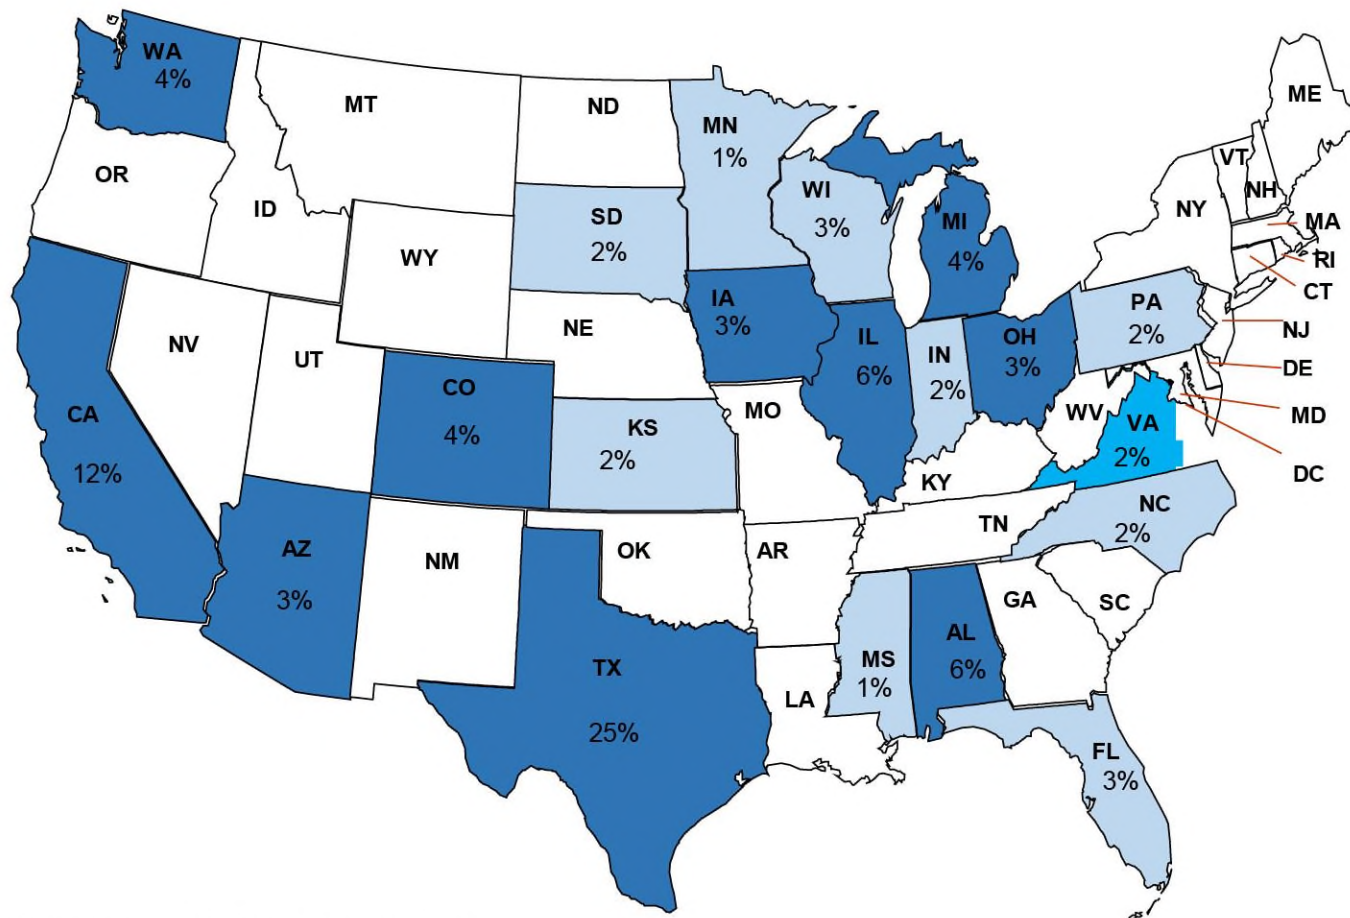 WA
4%
MT
ND
MN
1%
ME
OR
ID
SD
2%
WI
3%
MI
4%
VT
NH
NY
MA
RI
CT
WY
IA
3%
NE
PA
2%
NJ
NV
UT
CO
4%
IL
6%
IN
2%
OH
3%
DE
MD
DC
CA
12%
KS
2%
MO
WV
VA
2%
KY
AZ
3%
NM
OK
AR
TN
NC
2%
TX
25%
LA
MS
1%
AL
6%
GA
SC
FL
3%